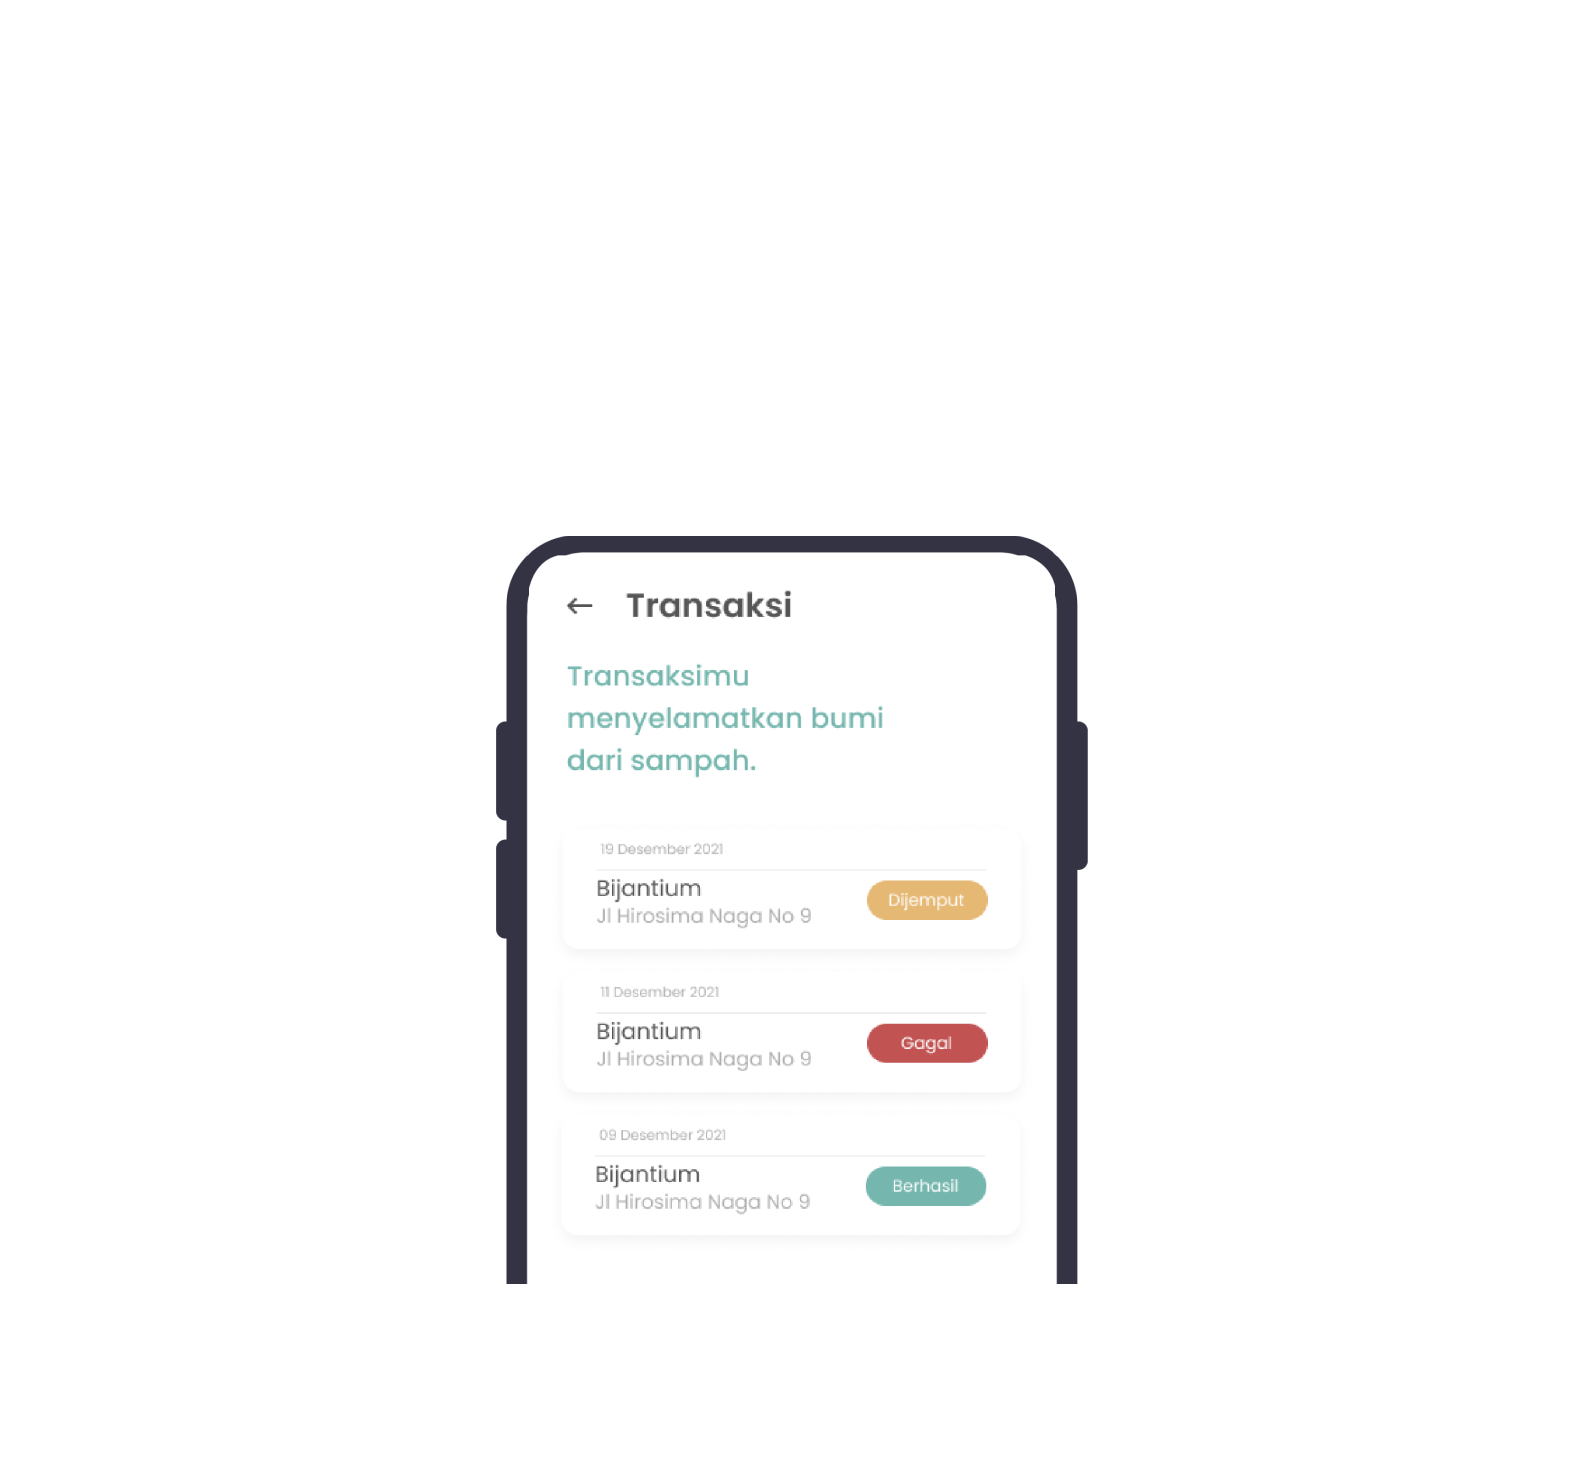 Transaksi
Transaksimu
menyelamatkan bumi
dari sampah.
19 Desember 2021
Bijantium
Jl Hirosima Naga No 9
Dijemput
11 Desember 2021
Bijantium
Jl Hirosima Naga No 9
Gagal
09 Desember 2021
Bijantium
Jl Hirosima Naga No 9
Berhasil